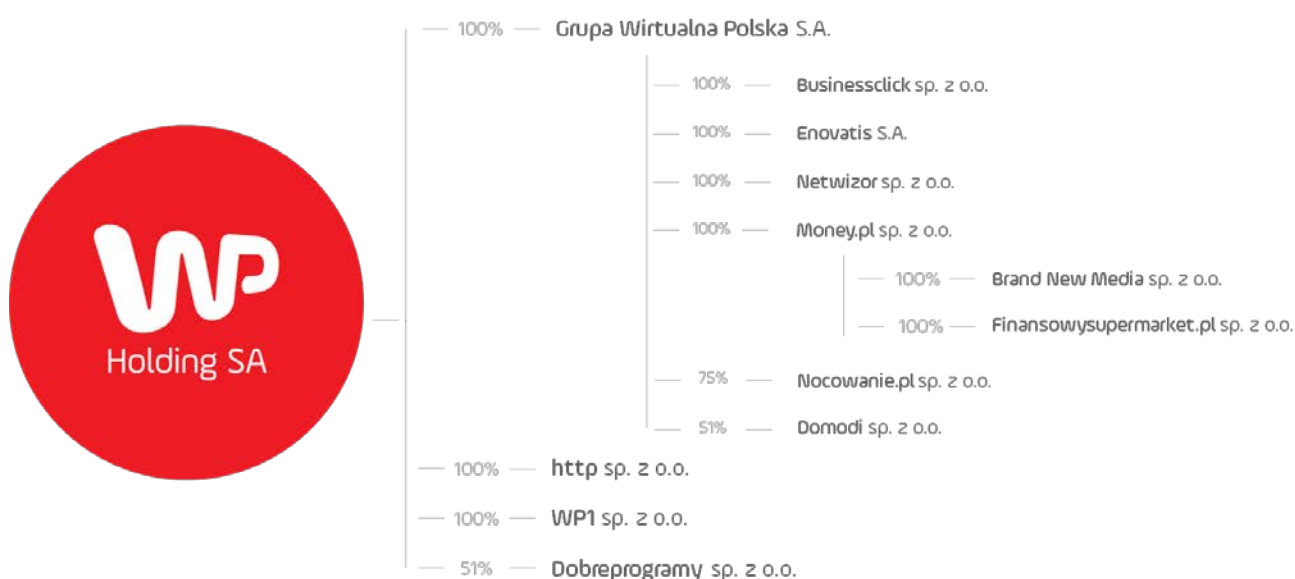 100% Grupa Wirtualna Polska S.A.
100% Businessclick sp. z o.o.
100% Enovatis S.A.
100% Netwizor sp. z o.o.
100% Money.pl sp. z o.o.
100% Brand New Media sp. z o.o.
100% Finansowysupermarket.pl sp. z o.o.
WP
Holding SA
75% Nocowanie.pl sp. z o.o.
51% Domodi sp. z o.o.
100% http sp. z o.o.
100% WP1 sp. z o.o.
51% Dobreprogramy sp. z o.o.